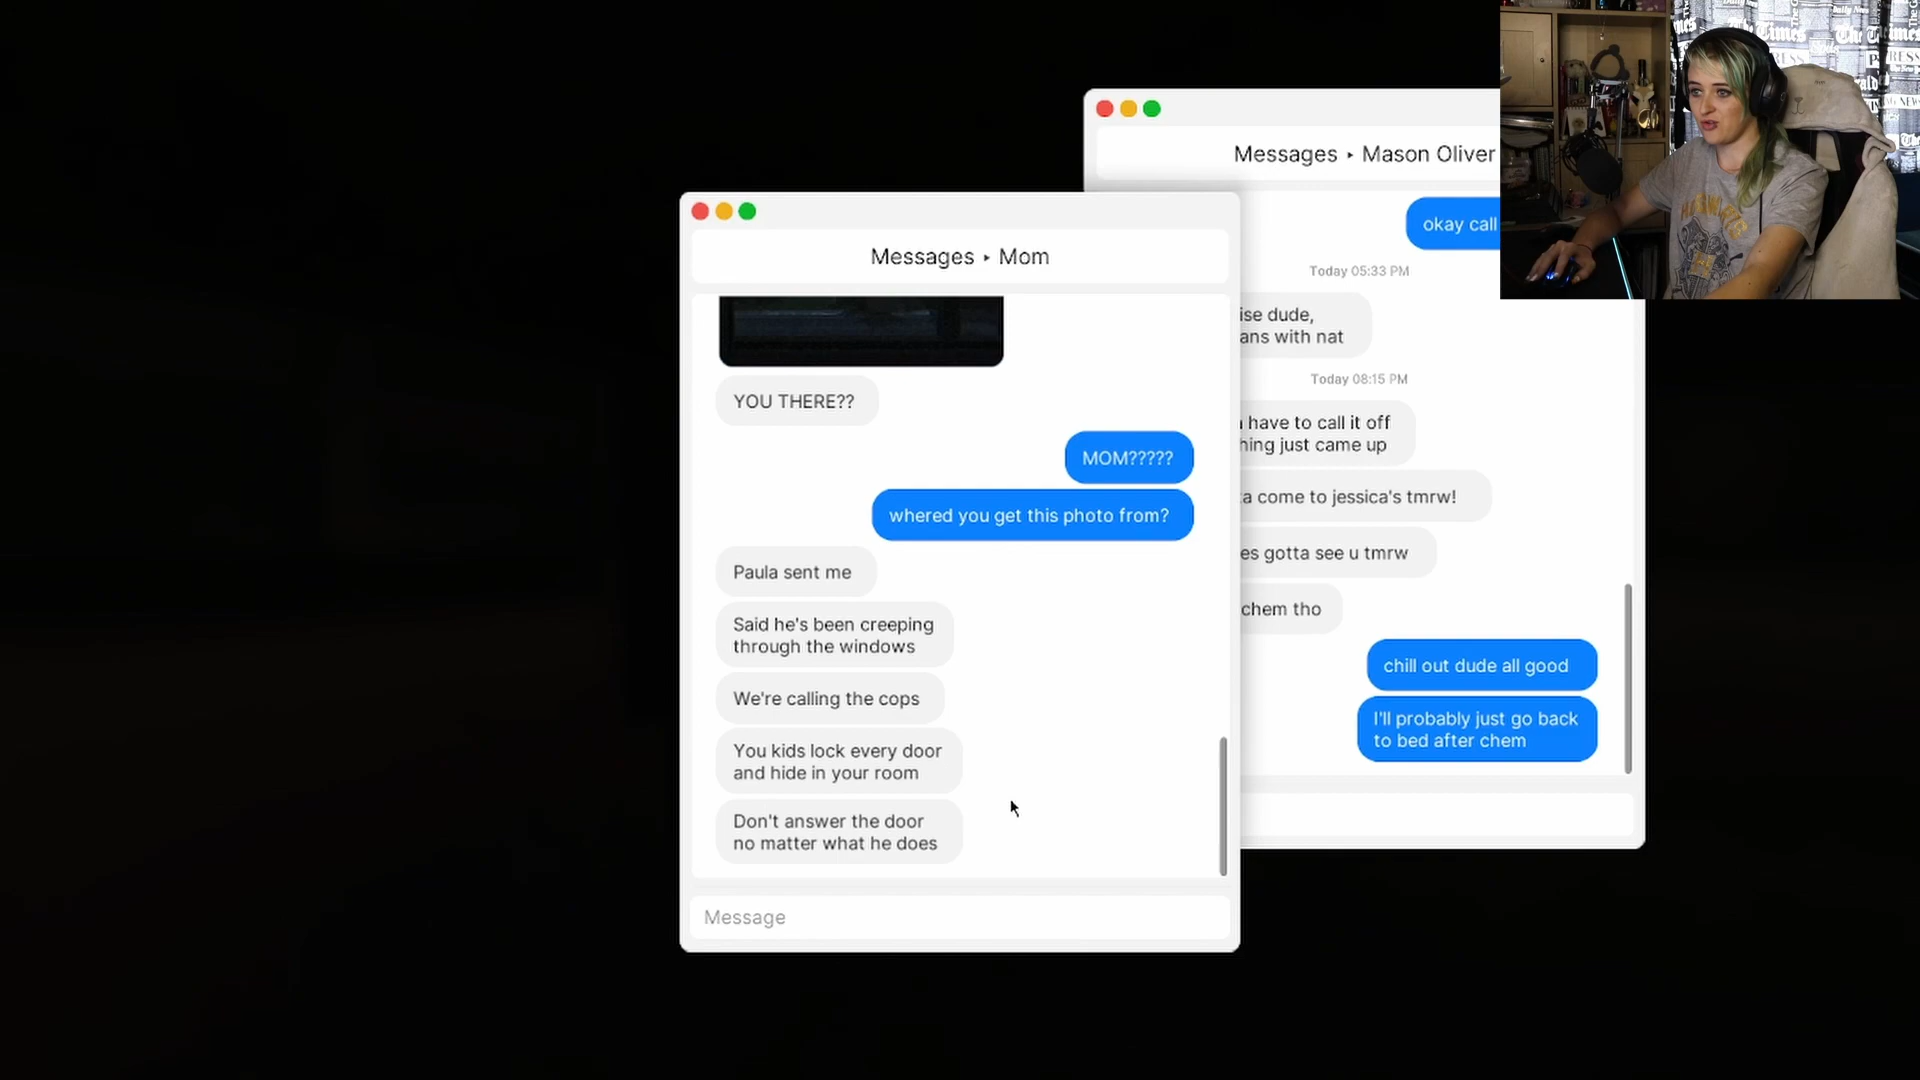 Messages ▸ Mom
YOU THERE??
MOM?????
whered you get this photo from?
Paula sent me
Said he's been creeping
through the windows
We're calling the cops
You kids lock every door
and hide in your room
Don't answer the door
no matter what he does
Message
Messages ▸ Mason Oliver
okay call
Today 05:33 PM
dude,
with nat
Today 08:15 PM
have to call it off
just came up
come to jessica's tmrw!
gotta see u tmrw
chem tho
chill out dude all good
I'll probably just go back
to bed after chem
Times
The
PRESS